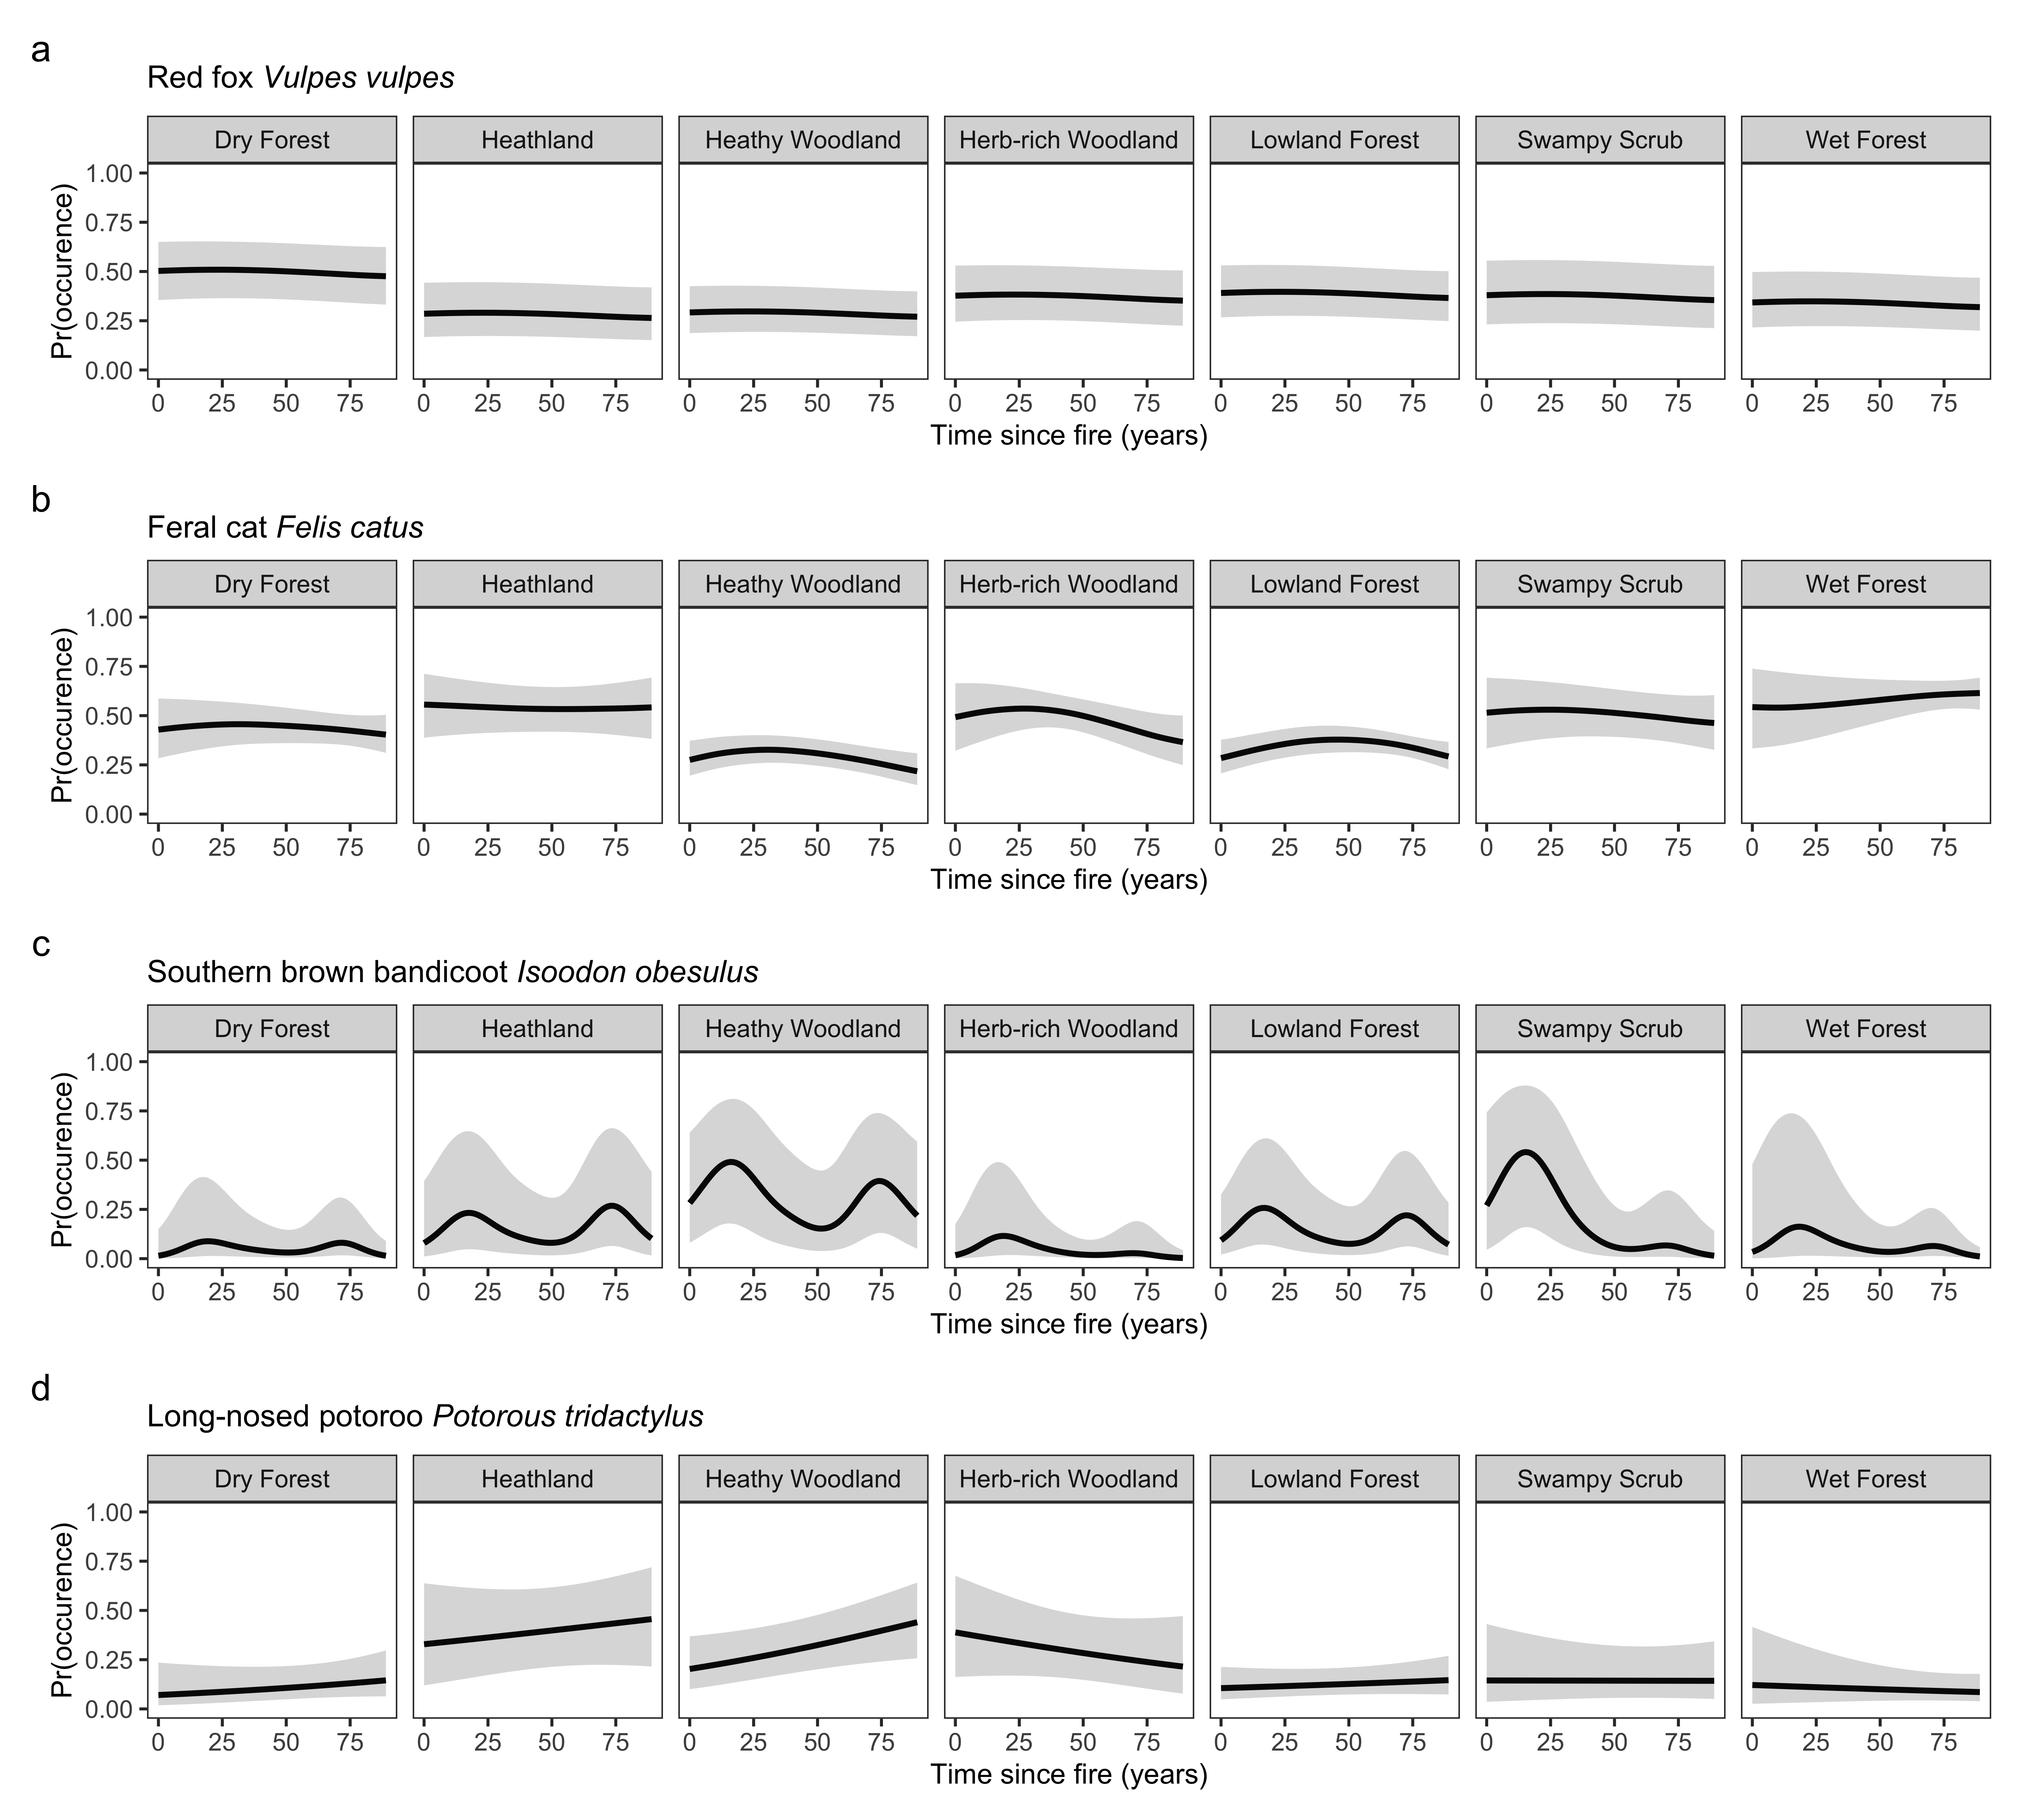 a
Red fox Vulpes vulpes
Dry Forest Heathland Heathy Woodland Herb-rich Woodland Lowland Forest Swampy Scrub Wet Forest
Pr(occurence)
1.00
0.75
0.50
0.25
0.00
0 25 50 75 0 25 50 75 0 25 50 75 0 25 50 75 0 25 50 75 0 25 50 75 0 25 50 75
Time since fire (years)
b
Feral cat Felis catus
Dry Forest Heathland Heathy Woodland Herb-rich Woodland Lowland Forest Swampy Scrub Wet Forest
Pr(occurence)
1.00
0.75
0.50
0.25
0.00
0 25 50 75 0 25 50 75 0 25 50 75 0 25 50 75 0 25 50 75 0 25 50 75 0 25 50 75
Time since fire (years)
c
Southern brown bandicoot Isoodon obesulus
Dry Forest Heathland Heathy Woodland Herb-rich Woodland Lowland Forest Swampy Scrub Wet Forest
Pr(occurence)
1.00
0.75
0.50
0.25
0.00
0 25 50 75 0 25 50 75 0 25 50 75 0 25 50 75 0 25 50 75 0 25 50 75 0 25 50 75
Time since fire (years)
d
Long-nosed potoroo Potorous tridactylus
Dry Forest Heathland Heathy Woodland Herb-rich Woodland Lowland Forest Swampy Scrub Wet Forest
Pr(occurence)
1.00
0.75
0.50
0.25
0.00
0 25 50 75 0 25 50 75 0 25 50 75 0 25 50 75 0 25 50 75 0 25 50 75 0 25 50 75
Time since fire (years)